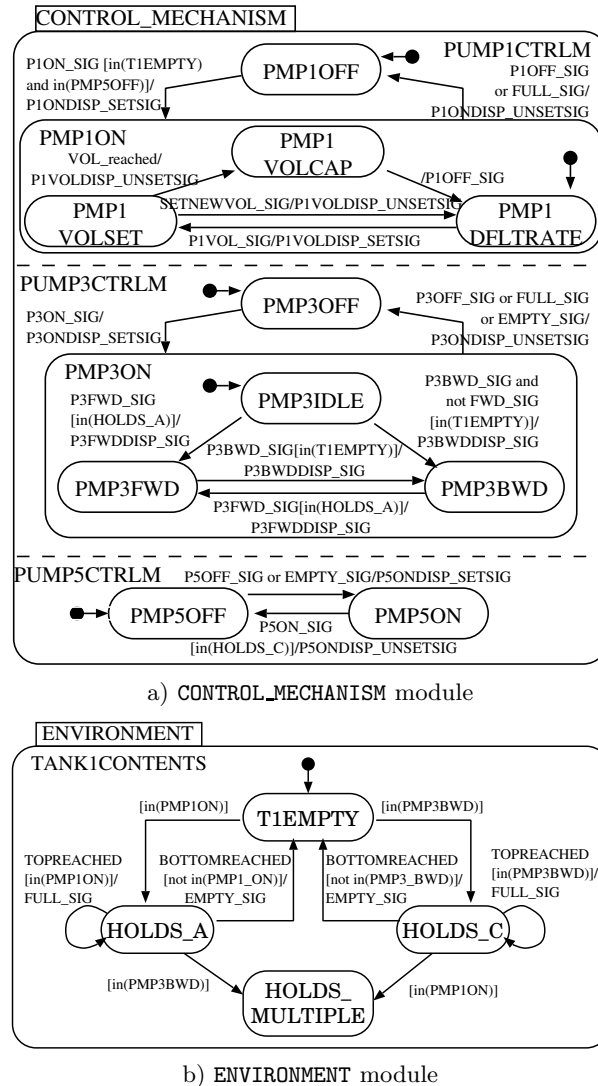 CONTROL_MECHANISM
PUMP1CTRLM
P1ON_SIG [in(T1EMPTY)
and in(PMP5OFF)]/
P1ONDISP_SETSIG
PMP1OFF
P1OFF_SIG
or FULL_SIG/
P1ONDISP_UNSETSIG
PMP1ON
VOL_reached/
P1VOLDISP_UNSETSIG
PMP1
VOLCAP
/P1OFF_SIG
PMP1
VOLSET
SETNEWVOL_SIG/P1VOLDISP_UNSETSIG
P1VOL_SIG/P1VOLDISP_SETSIG
PMP1
DFLTRATE
PUMP3CTRLM
P3ON_SIG/
P3ONDISP_SETSIG
PMP3OFF
P3OFF_SIG or FULL_SIG
or EMPTY_SIG/
P3ONDISP_UNSETSIG
PMP3ON
P3FWD_SIG
[in(HOLDS_A)]/
P3FWDDISP_SIG
PMP3IDLE
P3BWD_SIG and
not FWD_SIG
[in(T1EMPTY)]/
P3BWDDISP_SIG
P3BWD_SIG[in(T1EMPTY)]/
P3BWDDISP_SIG
PMP3FWD
PMP3BWD
P3FWD_SIG[in(HOLDS_A)]/
P3FWDDISP_SIG
PUMP5CTRLM
P5OFF_SIG or EMPTY_SIG/P5ONDISP_SETSIG
PMP5OFF
PMP5ON
P5ON_SIG
[in(HOLDS_C)]/P5ONDISP_UNSETSIG
a) CONTROL_MECHANISM module
ENVIRONMENT
TANK1CONTENTS
[in(PMP1ON)]
T1EMPTY
[in(PMP3BWD)]
TOPREACHED
[in(PMP1ON)]/
FULL_SIG
BOTTOMREACHED
[not in(PMP1_ON)]/
EMPTY_SIG
BOTTOMREACHED
[not in(PMP3_BWD)]/
EMPTY_SIG
TOPREACHED
[in(PMP3BWD)]/
FULL_SIG
HOLDS_A
HOLDS_C
[in(PMP3BWD)]
HOLDS_
MULTIPLE
[in(PMP1ON)]
b) ENVIRONMENT module